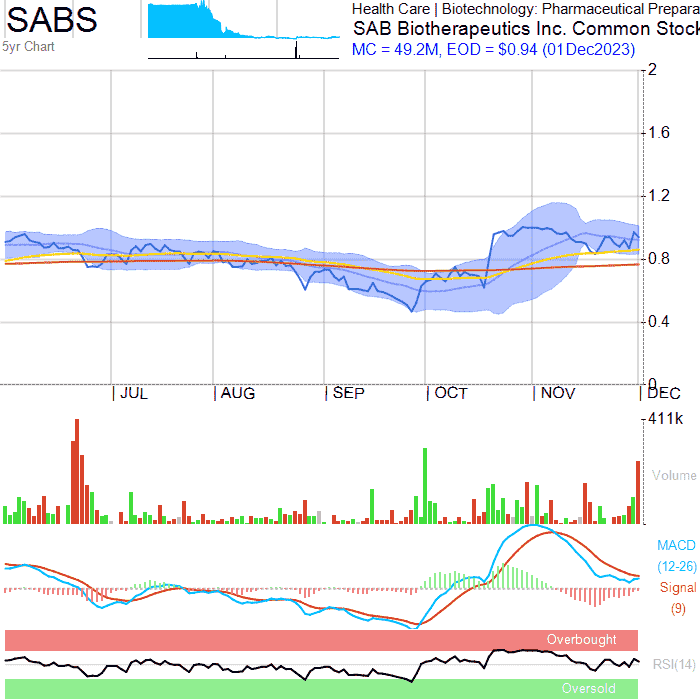 SABS
5yr Chart
Health Care | Biotechnology: Pharmaceutical Prepara
SAB Biotherapeutics Inc. Common Stock
MC = 49.2M, EOD = $0.94 (01Dec2023)
2
1.6
1.2
0.8
0.4
0
JUL AUG SEP OCT NOV DEC
411k
Volume
MACD
(12-26)
Signal
(9)
Overbought
RSI(14)
Oversold